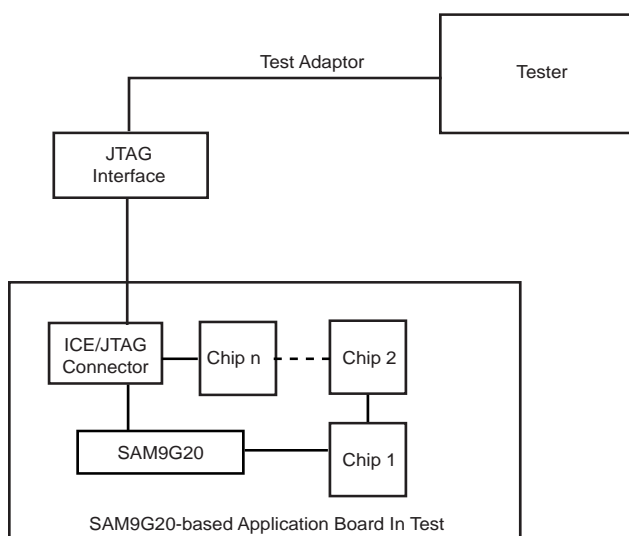 Test Adaptor
Tester
JTAG
Interface
ICE/JTAG
Connector
Chip n
Chip 2
SAM9G20
Chip 1
SAM9G20-based Application Board In Test